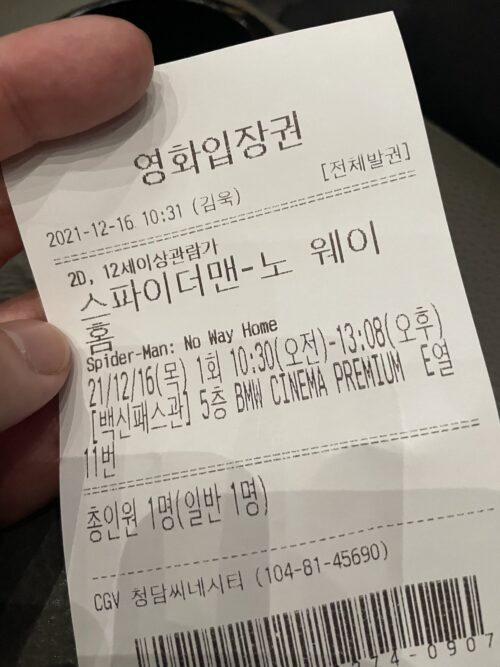 영화입장권
[전체발권]
2021-12-16 10:31 (김욱)
2D, 12세이상관람가
스파이더맨-노 웨이
홈
Spider-Man: No Way Home
21/12/16(목) 1회 10:30(오전)-13:08(오후)
[백신패스관] 5층 BMW CINEMA PREMIUM E열
11번
총인원 1명(일반 1명)
CGV 청담씨네시티 (104-81-45690)
74-0907